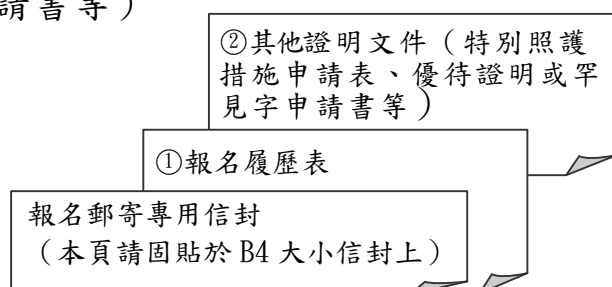 請書等）
②其他證明文件（特別照護
措施申請表、優待證明或罕
見字申請書等）
①報名履歷表
報名郵寄專用信封
（本頁請固貼於B4大小信封上）